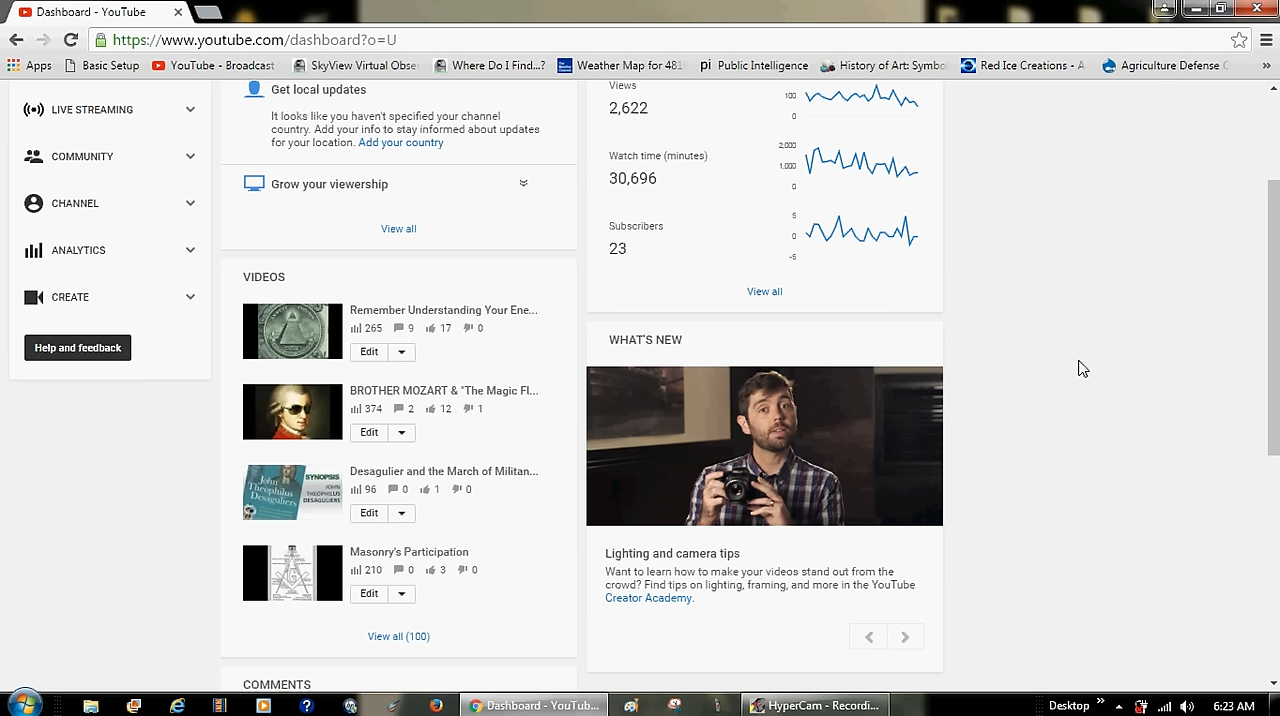 Dashboard - YouTube
https://www.youtube.com/dashboard?o=U
Apps
Basic Setup
YouTube - Broadcast
SkyView Virtual Obser
Where Do I Find...?
Weather Map for 481
pi Public Intelligence
History of Art: Symbol
Red Ice Creations - A
Agriculture Defense C
»
LIVE STREAMING
COMMUNITY
CHANNEL
ANALYTICS
CREATE
Help and feedback
Get local updates
It looks like you haven't specified your channel
country. Add your info to stay informed about updates
for your location. Add your country
Grow your viewership
View all
VIDEOS
Remember Understanding Your Ene...
265 9 17 0
Edit
BROTHER MOZART & "The Magic Fl...
374 2 12 1
Edit
John
Theophilus
Desaguliers
SYNOPSIS
JOHN
THEOPHILUS
DESAGULIERS
Desagulier and the March of Militan...
96 0 1 0
Edit
Masonry's Participation
210 0 3 0
Edit
View all (100)
COMMENTS
Views
2,622
100
0
Watch time (minutes)
30,696
2,000
1,000
0
Subscribers
23
5
0
-5
View all
WHAT'S NEW
Lighting and camera tips
Want to learn how to make your videos stand out from the
crowd? Find tips on lighting, framing, and more in the YouTube
Creator Academy.
Dashboard - YouTub...
HyperCam - Recordi...
Desktop
»
6:23 AM